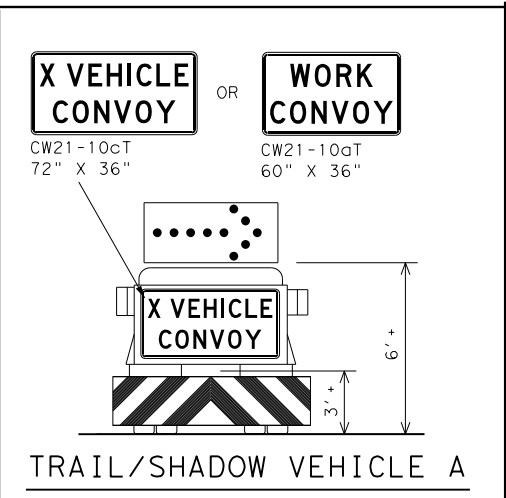 X VEHICLE
CONVOY
OR
WORK
CONVOY
CW21-10cT
72" X 36"
CW21-10aT
60" X 36"
X VEHICLE
CONVOY
6' +
3' +
TRAIL/SHADOW VEHICLE A